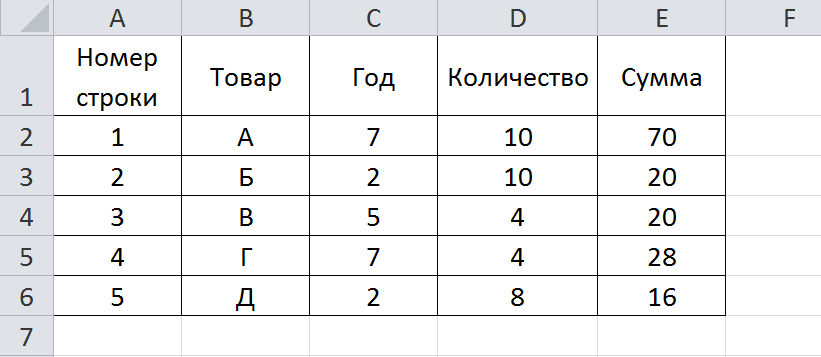 A B C D E F
1 Номер строки Товар Год Количество Сумма
2 1 А 7 10 70
3 2 Б 2 10 20
4 3 В 5 4 20
5 4 Г 7 4 28
6 5 Д 2 8 16
7